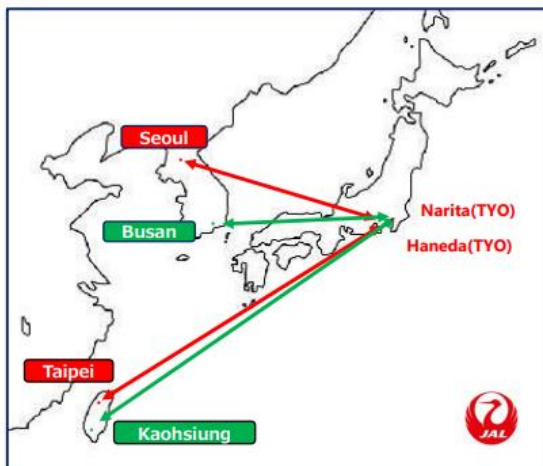 Seoul
Busan
Narita(TYO)
Haneda(TYO)
Taipei
Kaohsiung
JAL